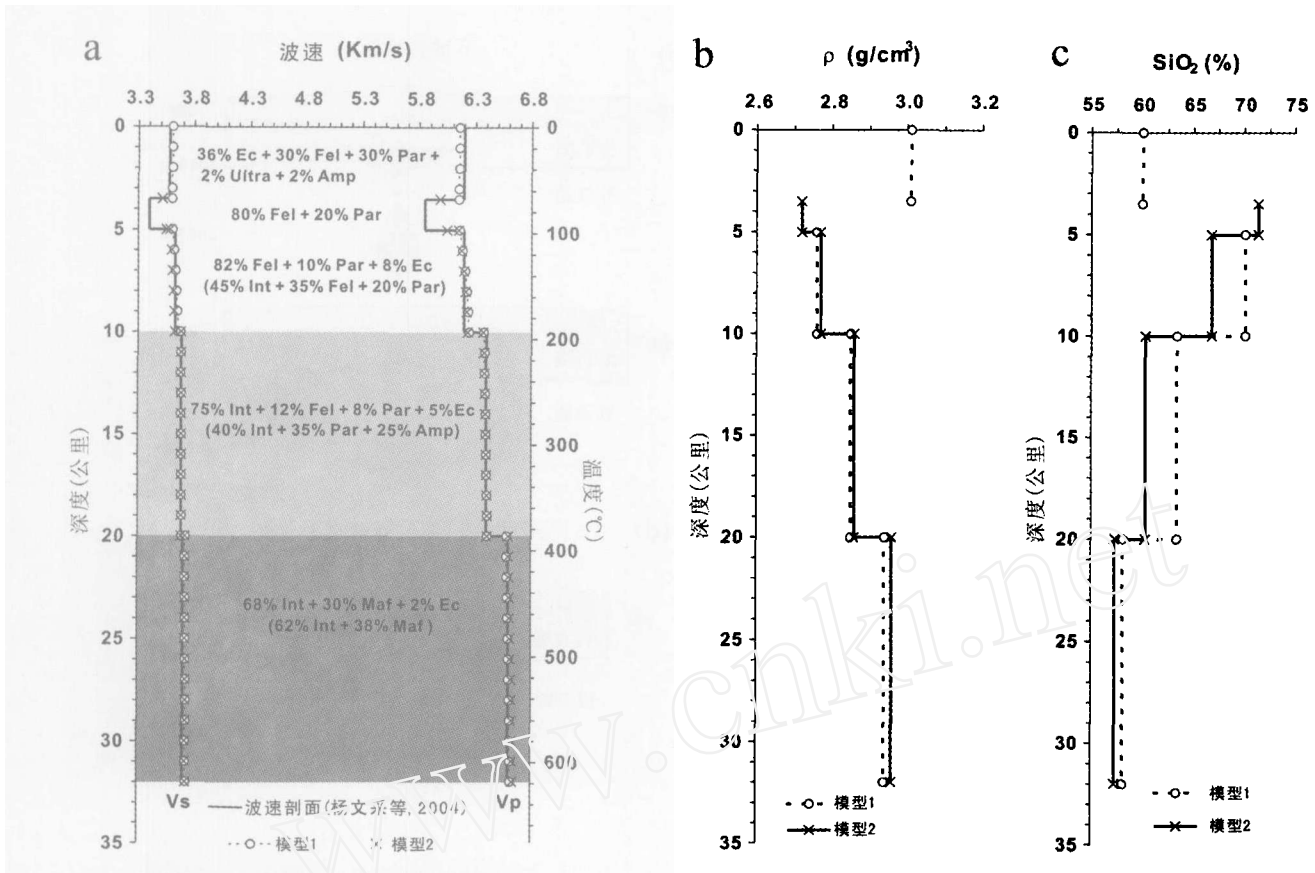 a
波速 (Km/s)
3.3 3.8 4.3 4.8 5.3 5.8 6.3 6.8
0
5
10
15
20
25
30
35
深度(公里)
0
100
200
300
400
500
600
温度(℃)
36% Ec + 30% Fel + 30% Par +
2% Ultra + 2% Amp
80% Fel + 20% Par
82% Fel + 10% Par + 8% Ec
(45% Int + 35% Fel + 20% Par)
75% Int + 12% Fel + 8% Par + 5%Ec
(40% Int + 35% Par + 25% Amp)
68% Int + 30% Maf + 2% Ec
(62% Int + 38% Maf )
Vs
Vp
波速剖面(杨文采等, 2004)
模型1
模型2
b
ρ (g/cm³)
2.6 2.8 3.0 3.2
0
5
10
15
20
25
30
35
深度(公里)
模型1
模型2
c
SiO₂ (%)
55 60 65 70 75
0
5
10
15
20
25
30
35
深度(公里)
模型1
模型2
www.cnki.net